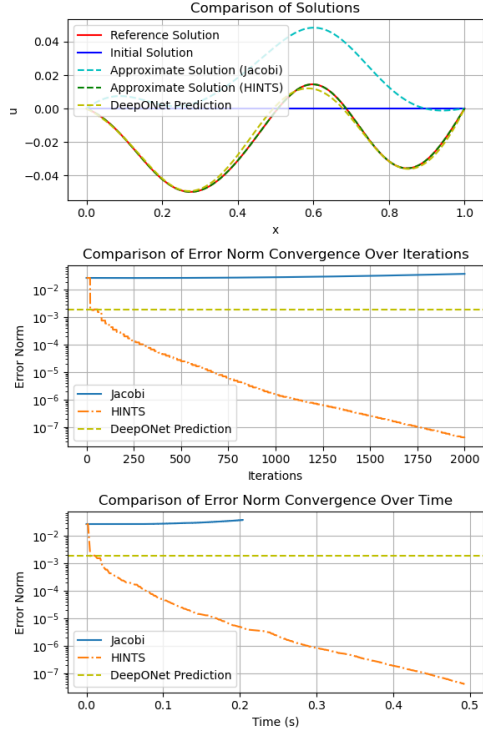 Comparison of Solutions
0.04
0.02
0.00
−0.02
−0.04
u
Reference Solution
Initial Solution
Approximate Solution (Jacobi)
Approximate Solution (HINTS)
DeepONet Prediction
0.0 0.2 0.4 0.6 0.8 1.0
x
Comparison of Error Norm Convergence Over Iterations
10⁻²
10⁻³
10⁻⁴
10⁻⁵
10⁻⁶
10⁻⁷
Error Norm
Jacobi
HINTS
DeepONet Prediction
0 250 500 750 1000 1250 1500 1750 2000
Iterations
Comparison of Error Norm Convergence Over Time
10⁻²
10⁻³
10⁻⁴
10⁻⁵
10⁻⁶
10⁻⁷
Error Norm
Jacobi
HINTS
DeepONet Prediction
0.0 0.1 0.2 0.3 0.4 0.5
Time (s)